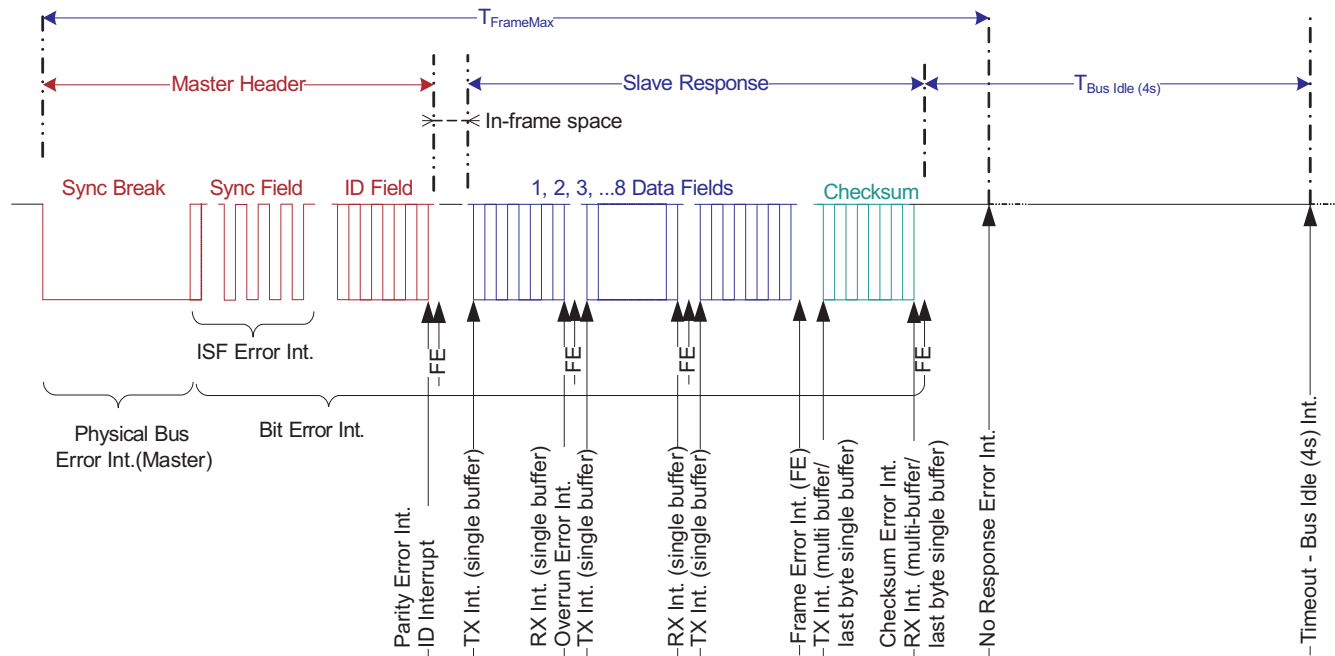 T_FrameMax
Master Header
Slave Response
T_Bus Idle (4s)
In-frame space
Sync Break
Sync Field
ID Field
1, 2, 3, ...8 Data Fields
Checksum
ISF Error Int.
FE
FE
FE
FE
Physical Bus
Error Int.(Master)
Bit Error Int.
Parity Error Int.
ID Interrupt
TX Int. (single buffer)
RX Int. (single buffer)
Overrun Error Int.
TX Int. (single buffer)
RX Int. (single buffer)
TX Int. (single buffer)
Frame Error Int. (FE)
TX Int. (multi buffer/
last byte single buffer)
Checksum Error Int.
RX Int. (multi-buffer/
last byte single buffer)
No Response Error Int.
Timeout - Bus Idle (4s) Int.